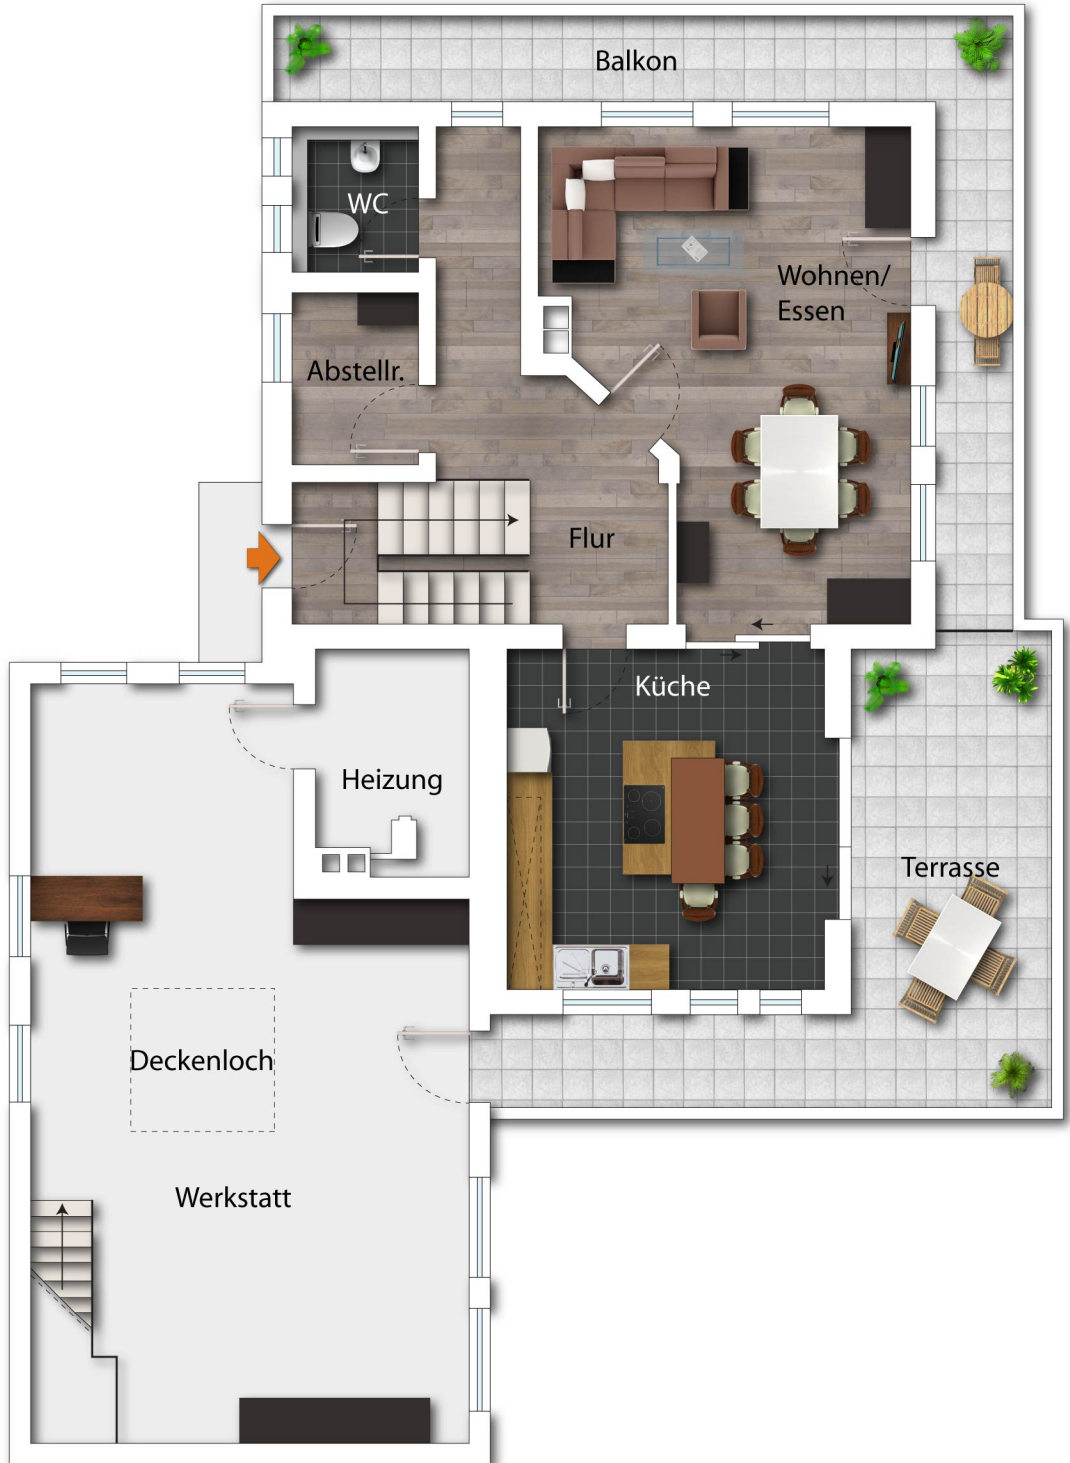 Balkon
WC
Wohnen/
Essen
Abstellr.
Flur
Küche
Heizung
Terrasse
Deckenloch
Werkstatt